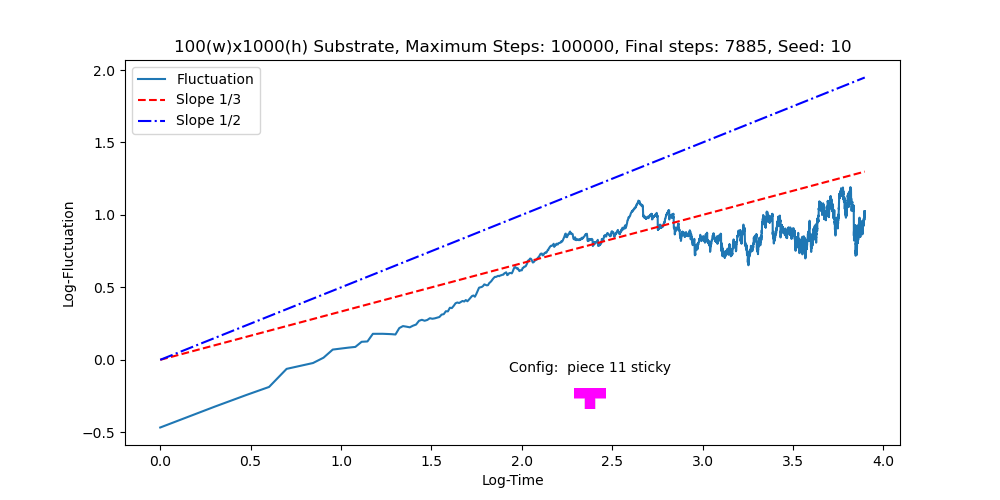 100(w)x1000(h) Substrate, Maximum Steps: 100000, Final steps: 7885, Seed: 10
Fluctuation
Slope 1/3
Slope 1/2
Log-Fluctuation
2.0
1.5
1.0
0.5
0.0
−0.5
Config:  piece 11 sticky
0.0 0.5 1.0 1.5 2.0 2.5 3.0 3.5 4.0
Log-Time